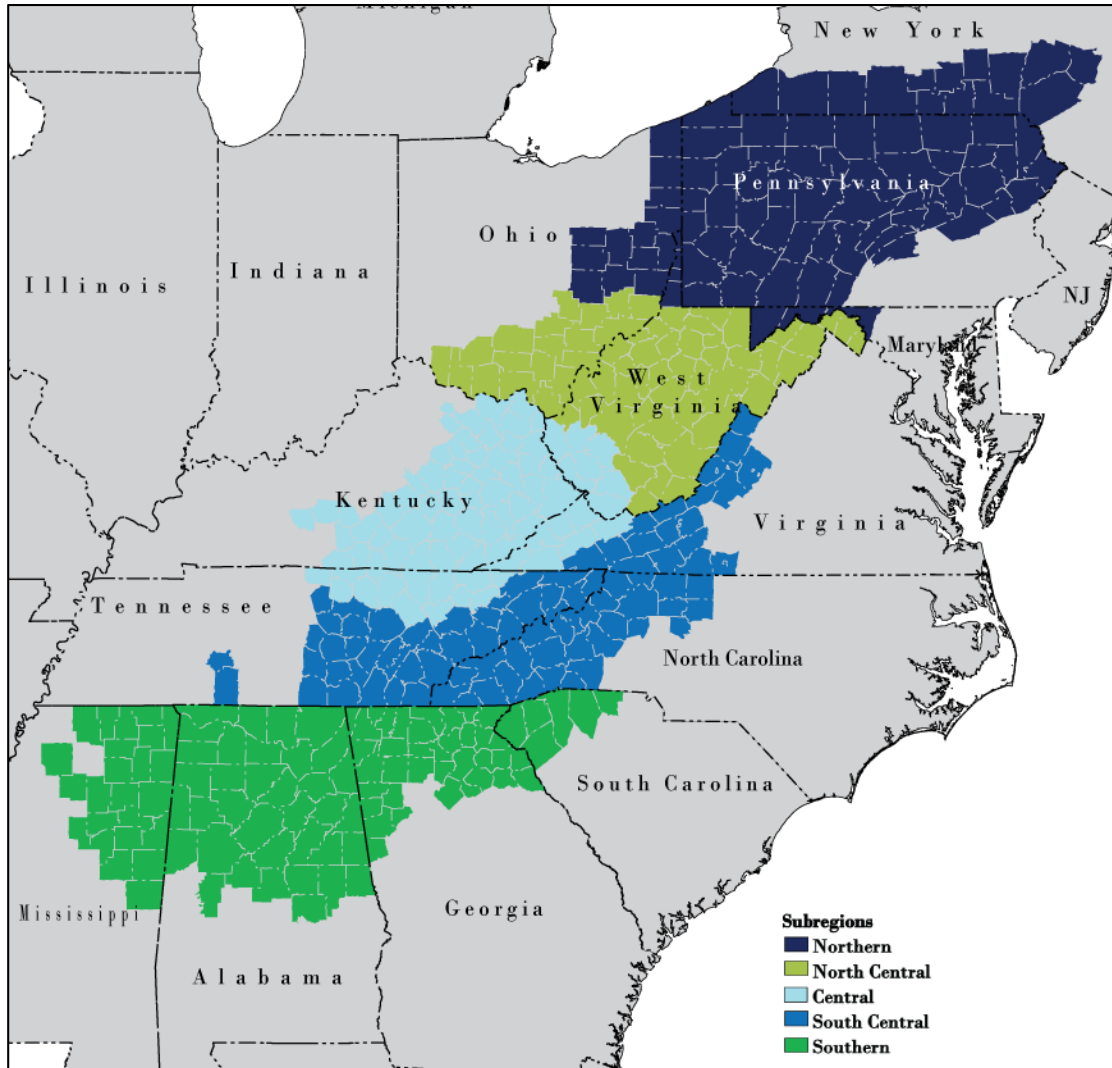 Michigan
New York
Pennsylvania
Ohio
Indiana
Illinois
NJ
Maryland
West
Virginia
Kentucky
Virginia
Tennessee
North Carolina
South Carolina
Mississippi
Georgia
Alabama
Subregions
Northern
North Central
Central
South Central
Southern